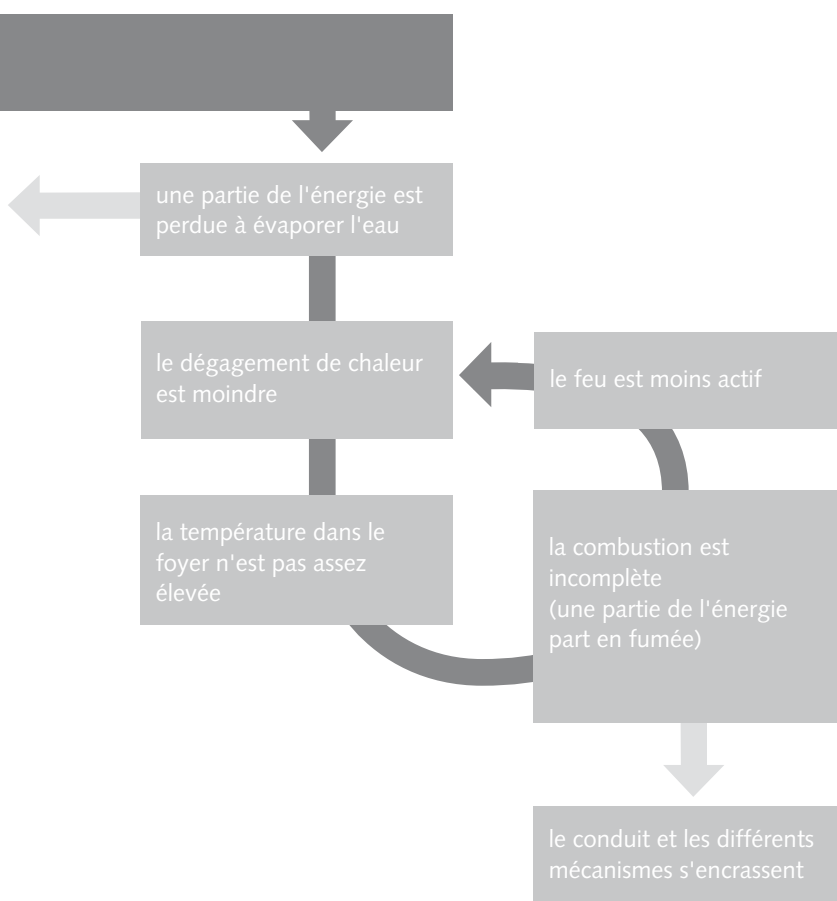 une partie de l'énergie est
perdue à évaporer l'eau
le dégagement de chaleur
est moindre
le feu est moins actif
la température dans le
foyer n'est pas assez
élevée
la combustion est
incomplète
(une partie de l'énergie
part en fumée)
le conduit et les différents
mécanismes s'encrassent